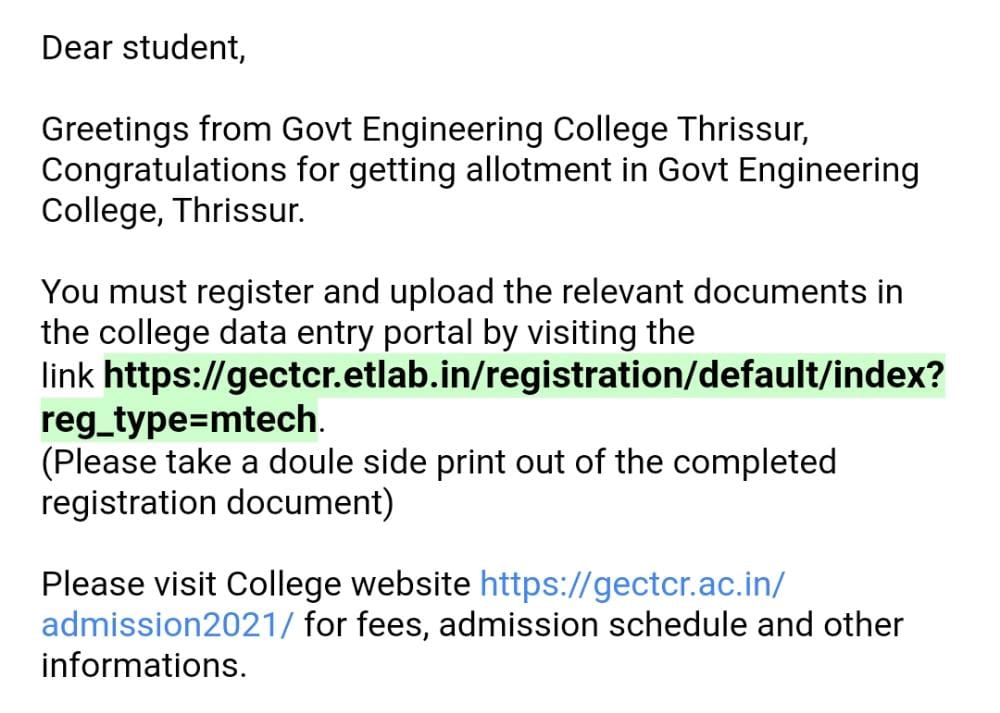 Dear student,
Greetings from Govt Engineering College Thrissur,
Congratulations for getting allotment in Govt Engineering
College, Thrissur.
You must register and upload the relevant documents in
the college data entry portal by visiting the
link https://gectcr.etlab.in/registration/default/index?
reg_type=mtech.
(Please take a doule side print out of the completed
registration document)
Please visit College website https://gectcr.ac.in/
admission2021/ for fees, admission schedule and other
informations.